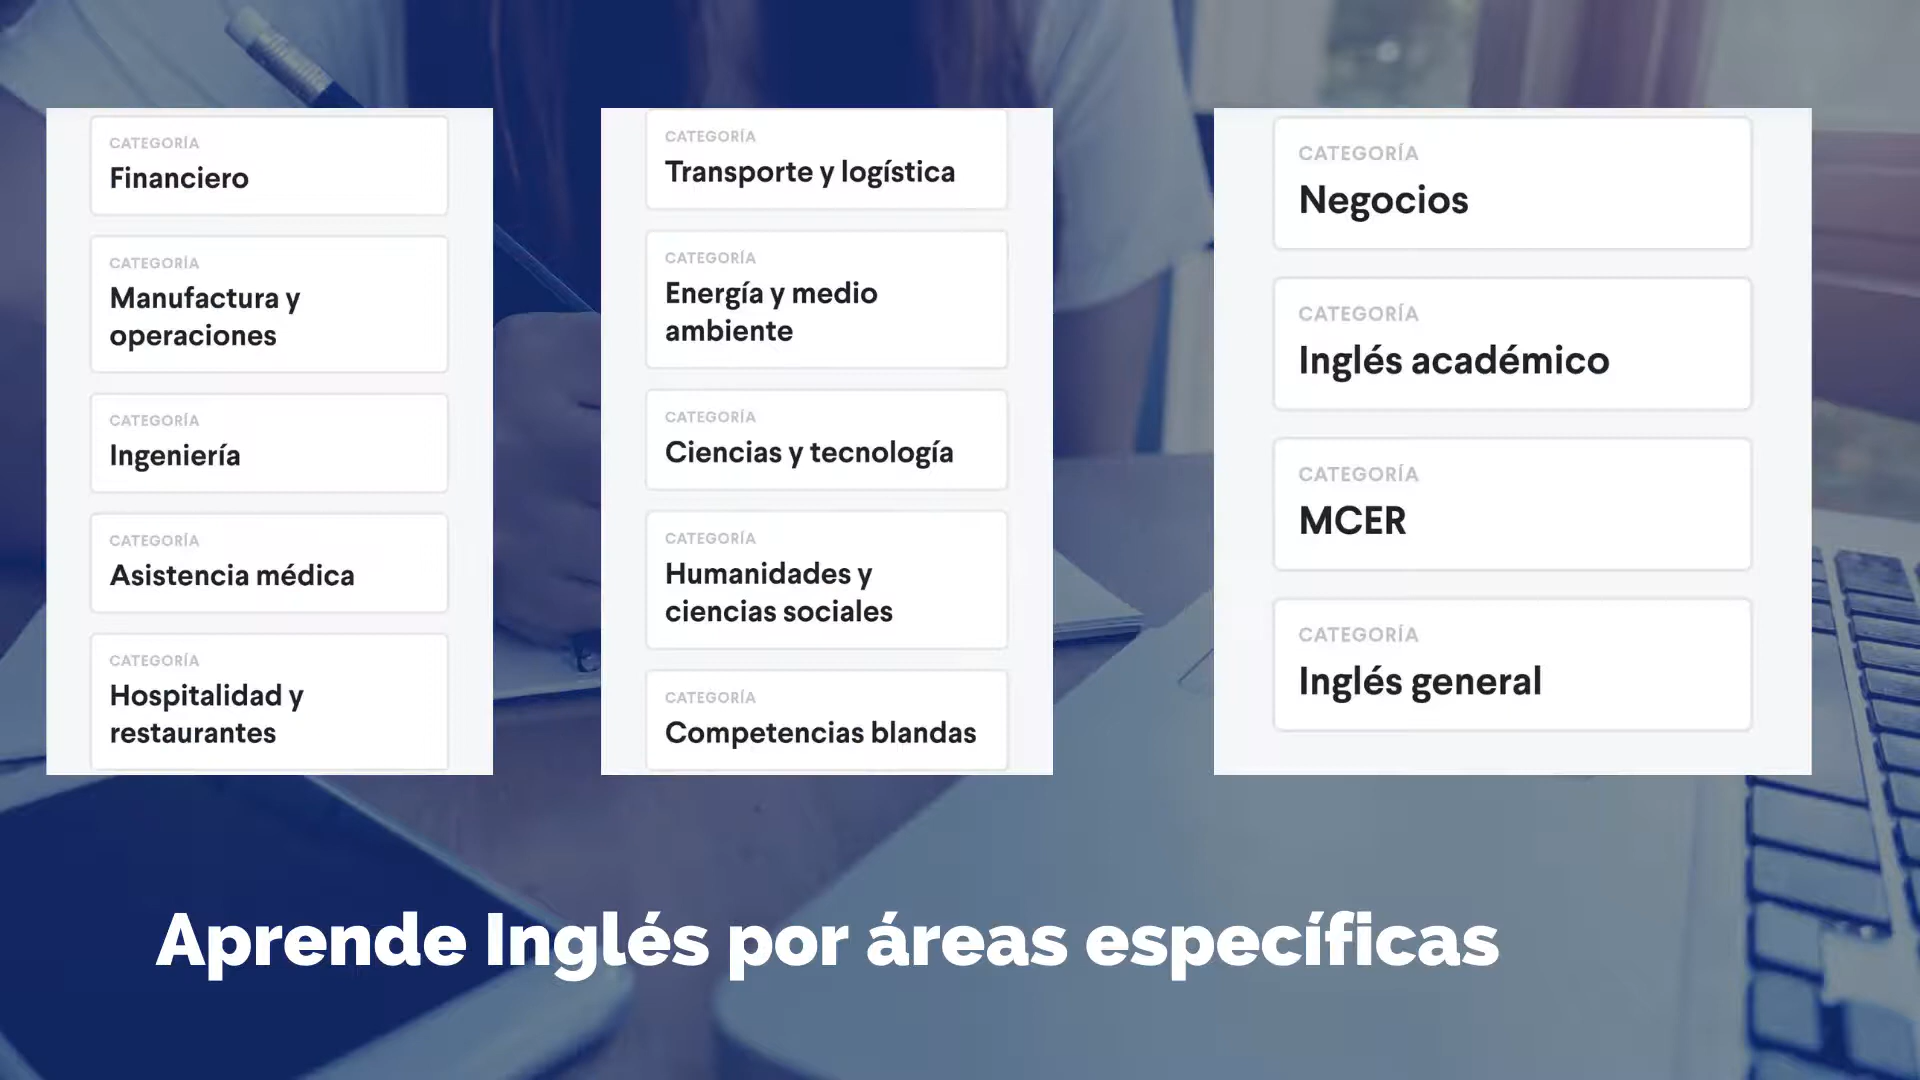 CATEGORÍA
Financiero
CATEGORÍA
Manufactura y
operaciones
CATEGORÍA
Ingeniería
CATEGORÍA
Asistencia médica
CATEGORÍA
Hospitalidad y
restaurantes
CATEGORÍA
Transporte y logística
CATEGORÍA
Energía y medio
ambiente
CATEGORÍA
Ciencias y tecnología
CATEGORÍA
Humanidades y
ciencias sociales
CATEGORÍA
Competencias blandas
CATEGORÍA
Negocios
CATEGORÍA
Inglés académico
CATEGORÍA
MCER
CATEGORÍA
Inglés general
Aprende Inglés por áreas específicas